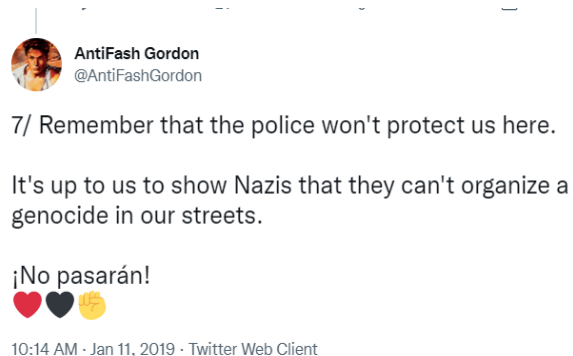 AntiFash Gordon
@AntiFashGordon
7/ Remember that the police won't protect us here.
It's up to us to show Nazis that they can't organize a
genocide in our streets.
¡No pasarán!
❤️🖤✊
10:14 AM · Jan 11, 2019 · Twitter Web Client